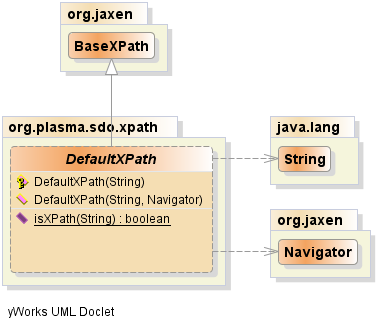 org.jaxen
BaseXPath
org.plasma.sdo.xpath
DefaultXPath
DefaultXPath(String)
DefaultXPath(String, Navigator)
isXPath(String) : boolean
java.lang
String
org.jaxen
Navigator
yWorks UML Doclet